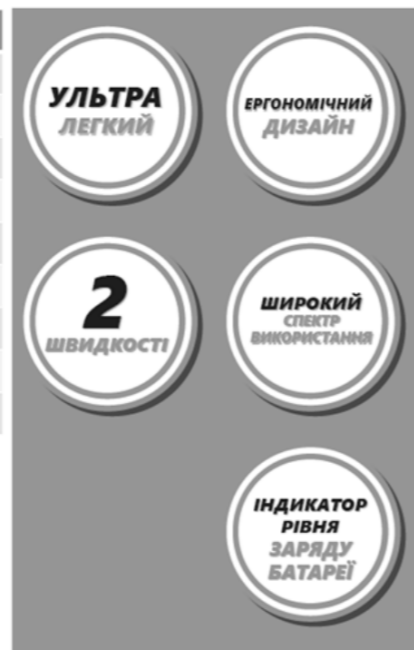 УЛЬТРА
ЛЕГКИЙ
ЕРГОНОМІЧНИЙ
ДИЗАЙН
2
ШВИДКОСТІ
ШИРОКИЙ
СПЕКТР
ВИКОРИСТАННЯ
ІНДИКАТОР
РІВНЯ
ЗАРЯДУ
БАТАРЕЇ